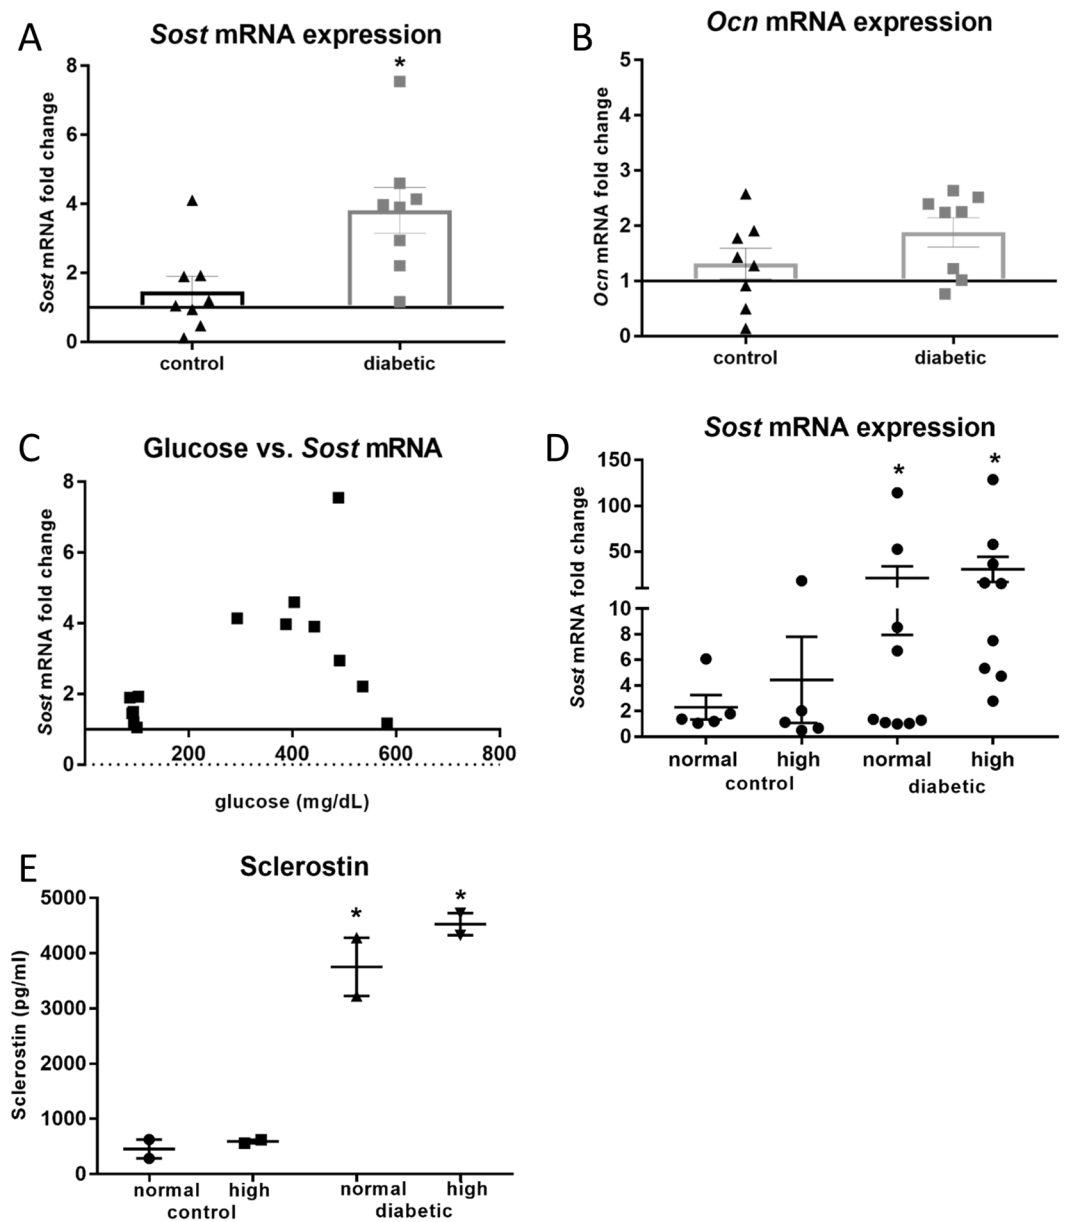 A
Sost mRNA expression
Sost mRNA fold change
8
6
4
2
0
*
control
diabetic
B
Ocn mRNA expression
Ocn mRNA fold change
5
4
3
2
1
0
control
diabetic
C
Glucose vs. Sost mRNA
Sost mRNA fold change
8
6
4
2
0
200
400
600
800
glucose (mg/dL)
D
Sost mRNA expression
Sost mRNA fold change
150
100
50
10
8
6
4
2
0
*
*
normal
high
normal
high
control
diabetic
E
Sclerostin
Sclerostin (pg/ml)
5000
4000
3000
2000
1000
0
*
*
normal
high
normal
high
control
diabetic